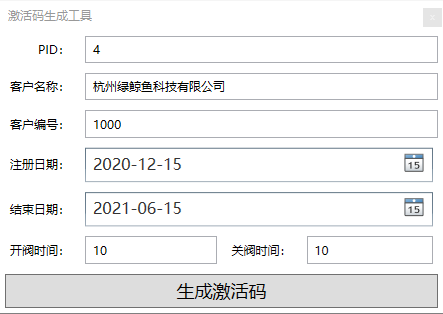 激活码生成工具
PID： 4
客户名称： 杭州绿鲸鱼科技有限公司
客户编号： 1000
注册日期： 2020-12-15 15
结束日期： 2021-06-15 15
开阀时间： 10 关阀时间： 10
生成激活码